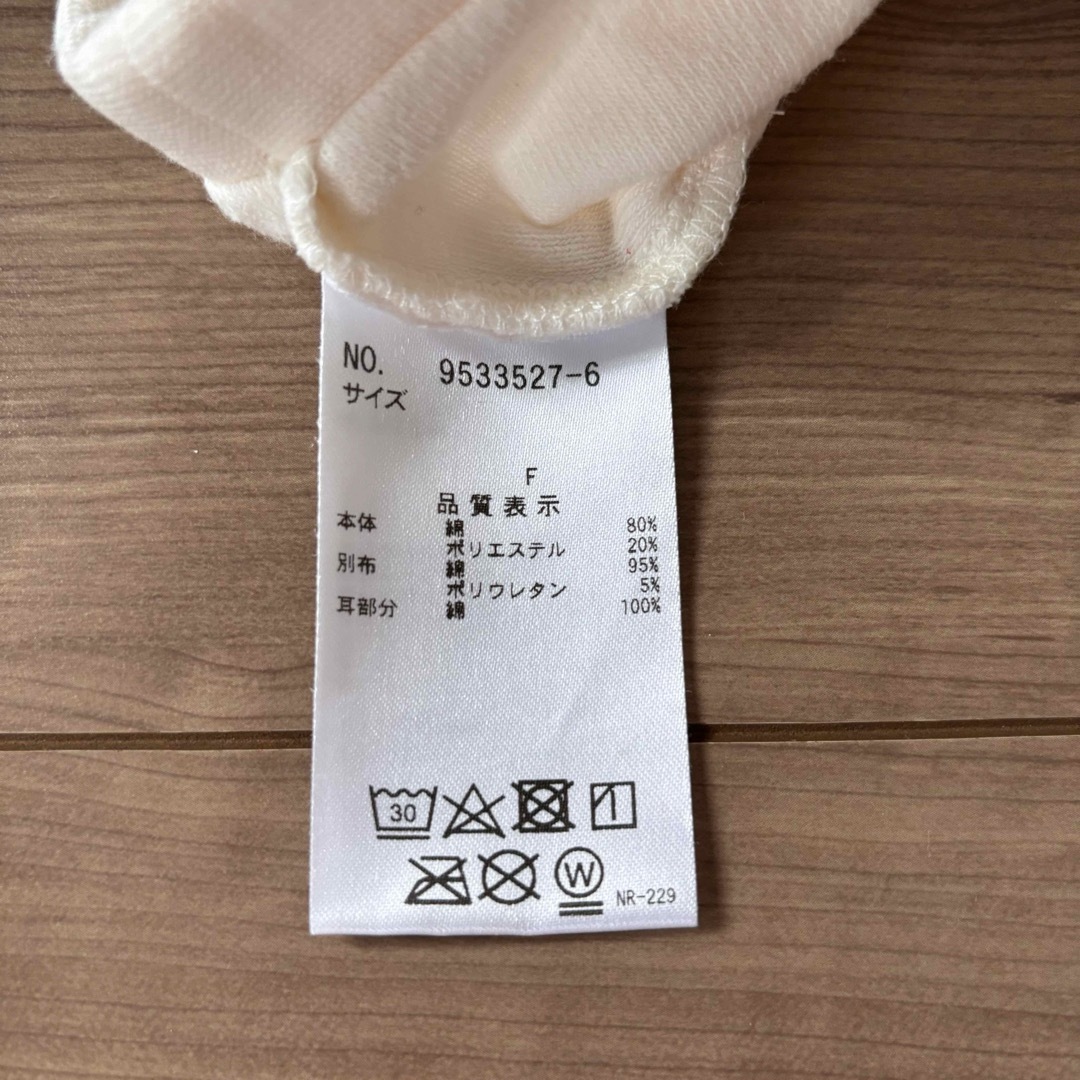 NO. 9533527-6
サイズ
F
品質表示
本体 綿 80%
ポリエステル 20%
別布 綿 95%
ポリウレタン 5%
耳部分 綿 100%
30
W
NR-229